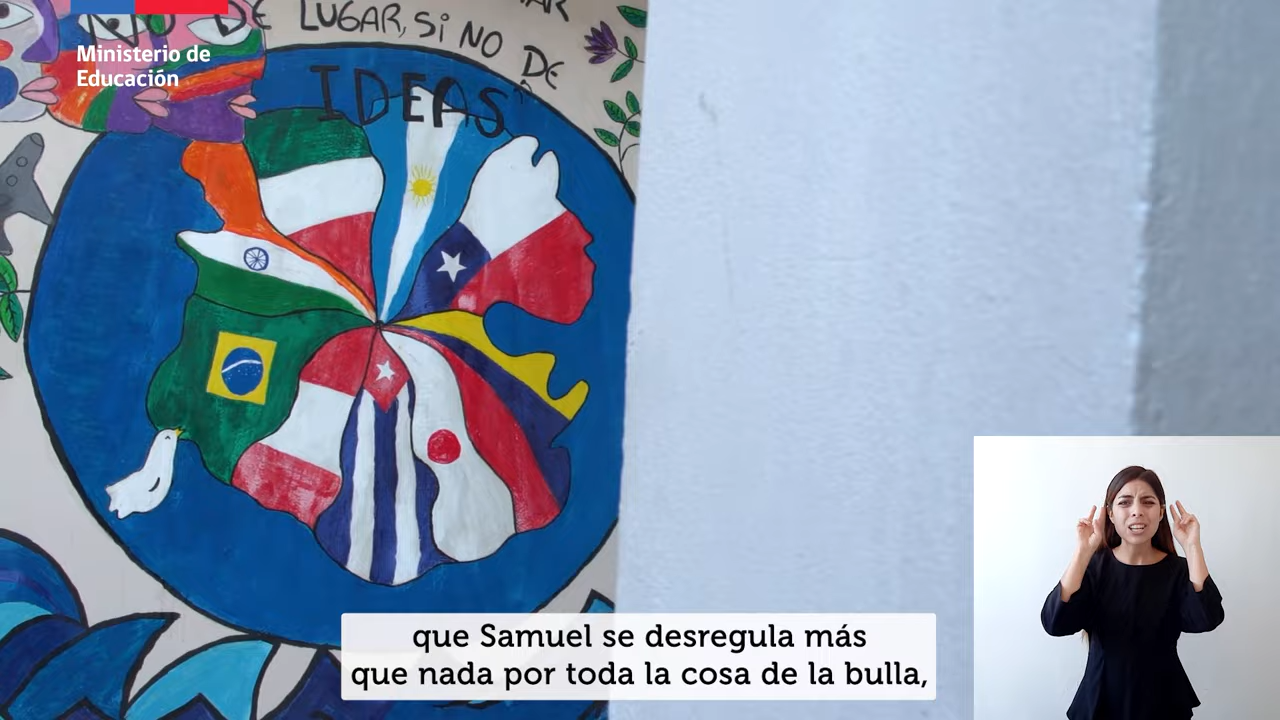 DE LUGAR, Si NO
DE
IDEAS
Ministerio de
Educación
que Samuel se desregula más
que nada por toda la cosa de la bulla,